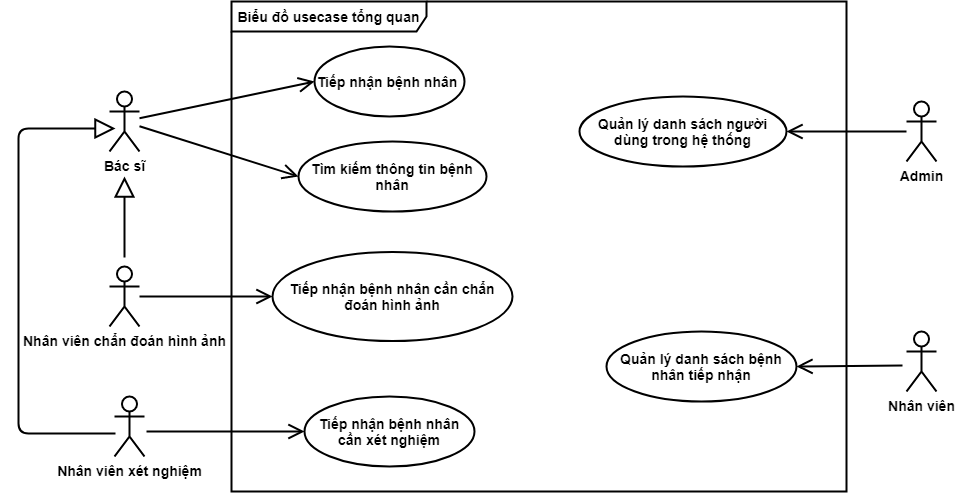 Biểu đồ usecase tổng quan
Tiếp nhận bệnh nhân
Bác sĩ
Tìm kiếm thông tin bệnh
nhân
Quản lý danh sách người
dùng trong hệ thống
Admin
Tiếp nhận bệnh nhân cần chẩn
đoán hình ảnh
Nhân viên chẩn đoán hình ảnh
Quản lý danh sách bệnh
nhân tiếp nhận
Nhân viên
Tiếp nhận bệnh nhân
cần xét nghiệm
Nhân viên xét nghiệm